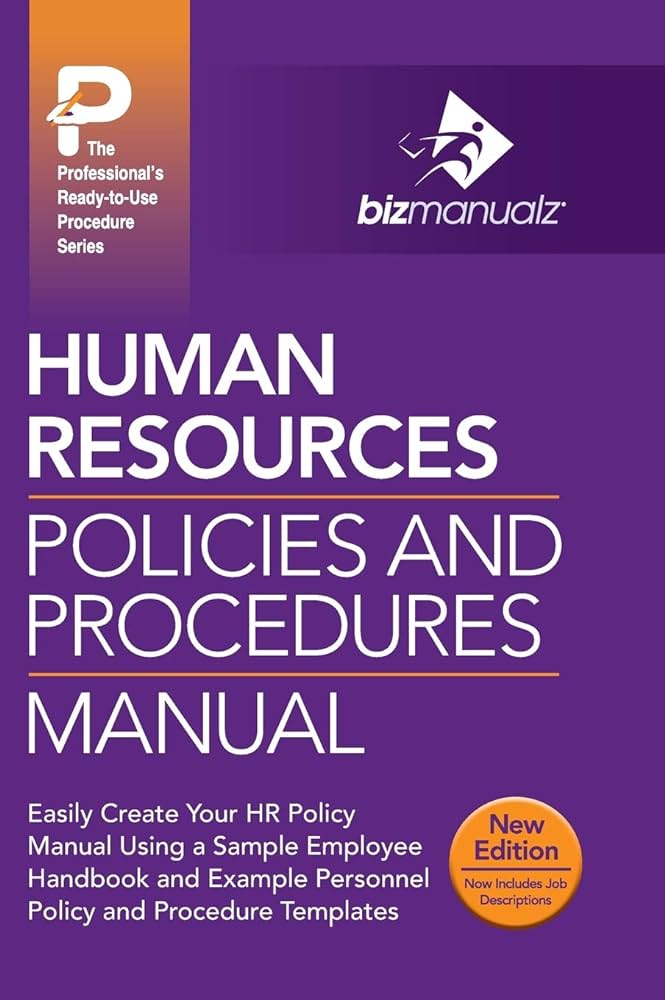 P
The
Professional's
Ready-to-Use
Procedure
Series
bizmanualz®
HUMAN
RESOURCES
POLICIES AND
PROCEDURES
MANUAL
Easily Create Your HR Policy
Manual Using a Sample Employee
Handbook and Example Personnel
Policy and Procedure Templates
New
Edition
Now Includes Job
Descriptions